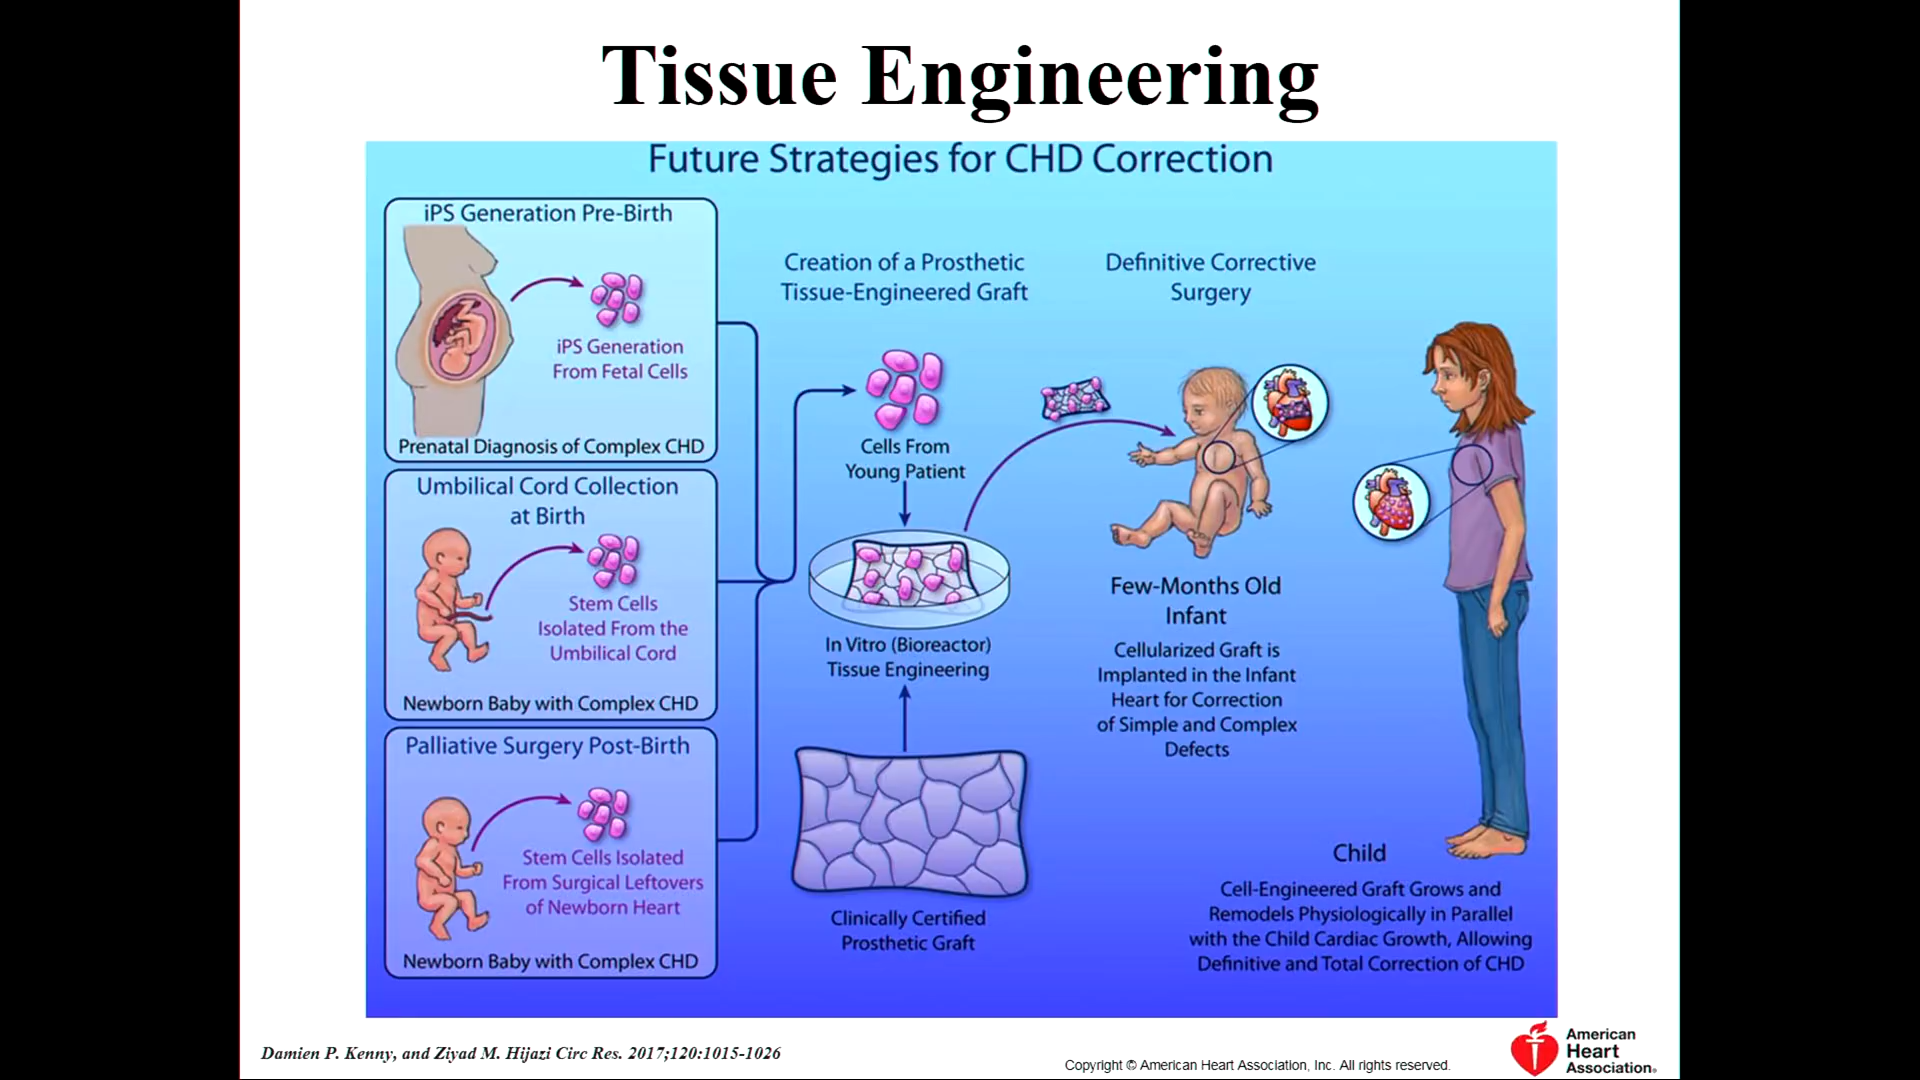 Tissue Engineering
Future Strategies for CHD Correction
iPS Generation Pre-Birth
iPS Generation
From Fetal Cells
Prenatal Diagnosis of Complex CHD
Umbilical Cord Collection
at Birth
Stem Cells
Isolated From the
Umbilical Cord
Newborn Baby with Complex CHD
Palliative Surgery Post-Birth
Stem Cells Isolated
From Surgical Leftovers
of Newborn Heart
Newborn Baby with Complex CHD
Creation of a Prosthetic
Tissue-Engineered Graft
Cells From
Young Patient
In Vitro (Bioreactor)
Tissue Engineering
Clinically Certified
Prosthetic Graft
Definitive Corrective
Surgery
Few-Months Old
Infant
Cellularized Graft is
Implanted in the Infant
Heart for Correction
of Simple and Complex
Defects
Child
Cell-Engineered Graft Grows and
Remodels Physiologically in Parallel
with the Child Cardiac Growth, Allowing
Definitive and Total Correction of CHD
Damien P. Kenny, and Ziyad M. Hijazi Circ Res. 2017;120:1015-1026
Copyright © American Heart Association, Inc. All rights reserved.
American
Heart
Association®